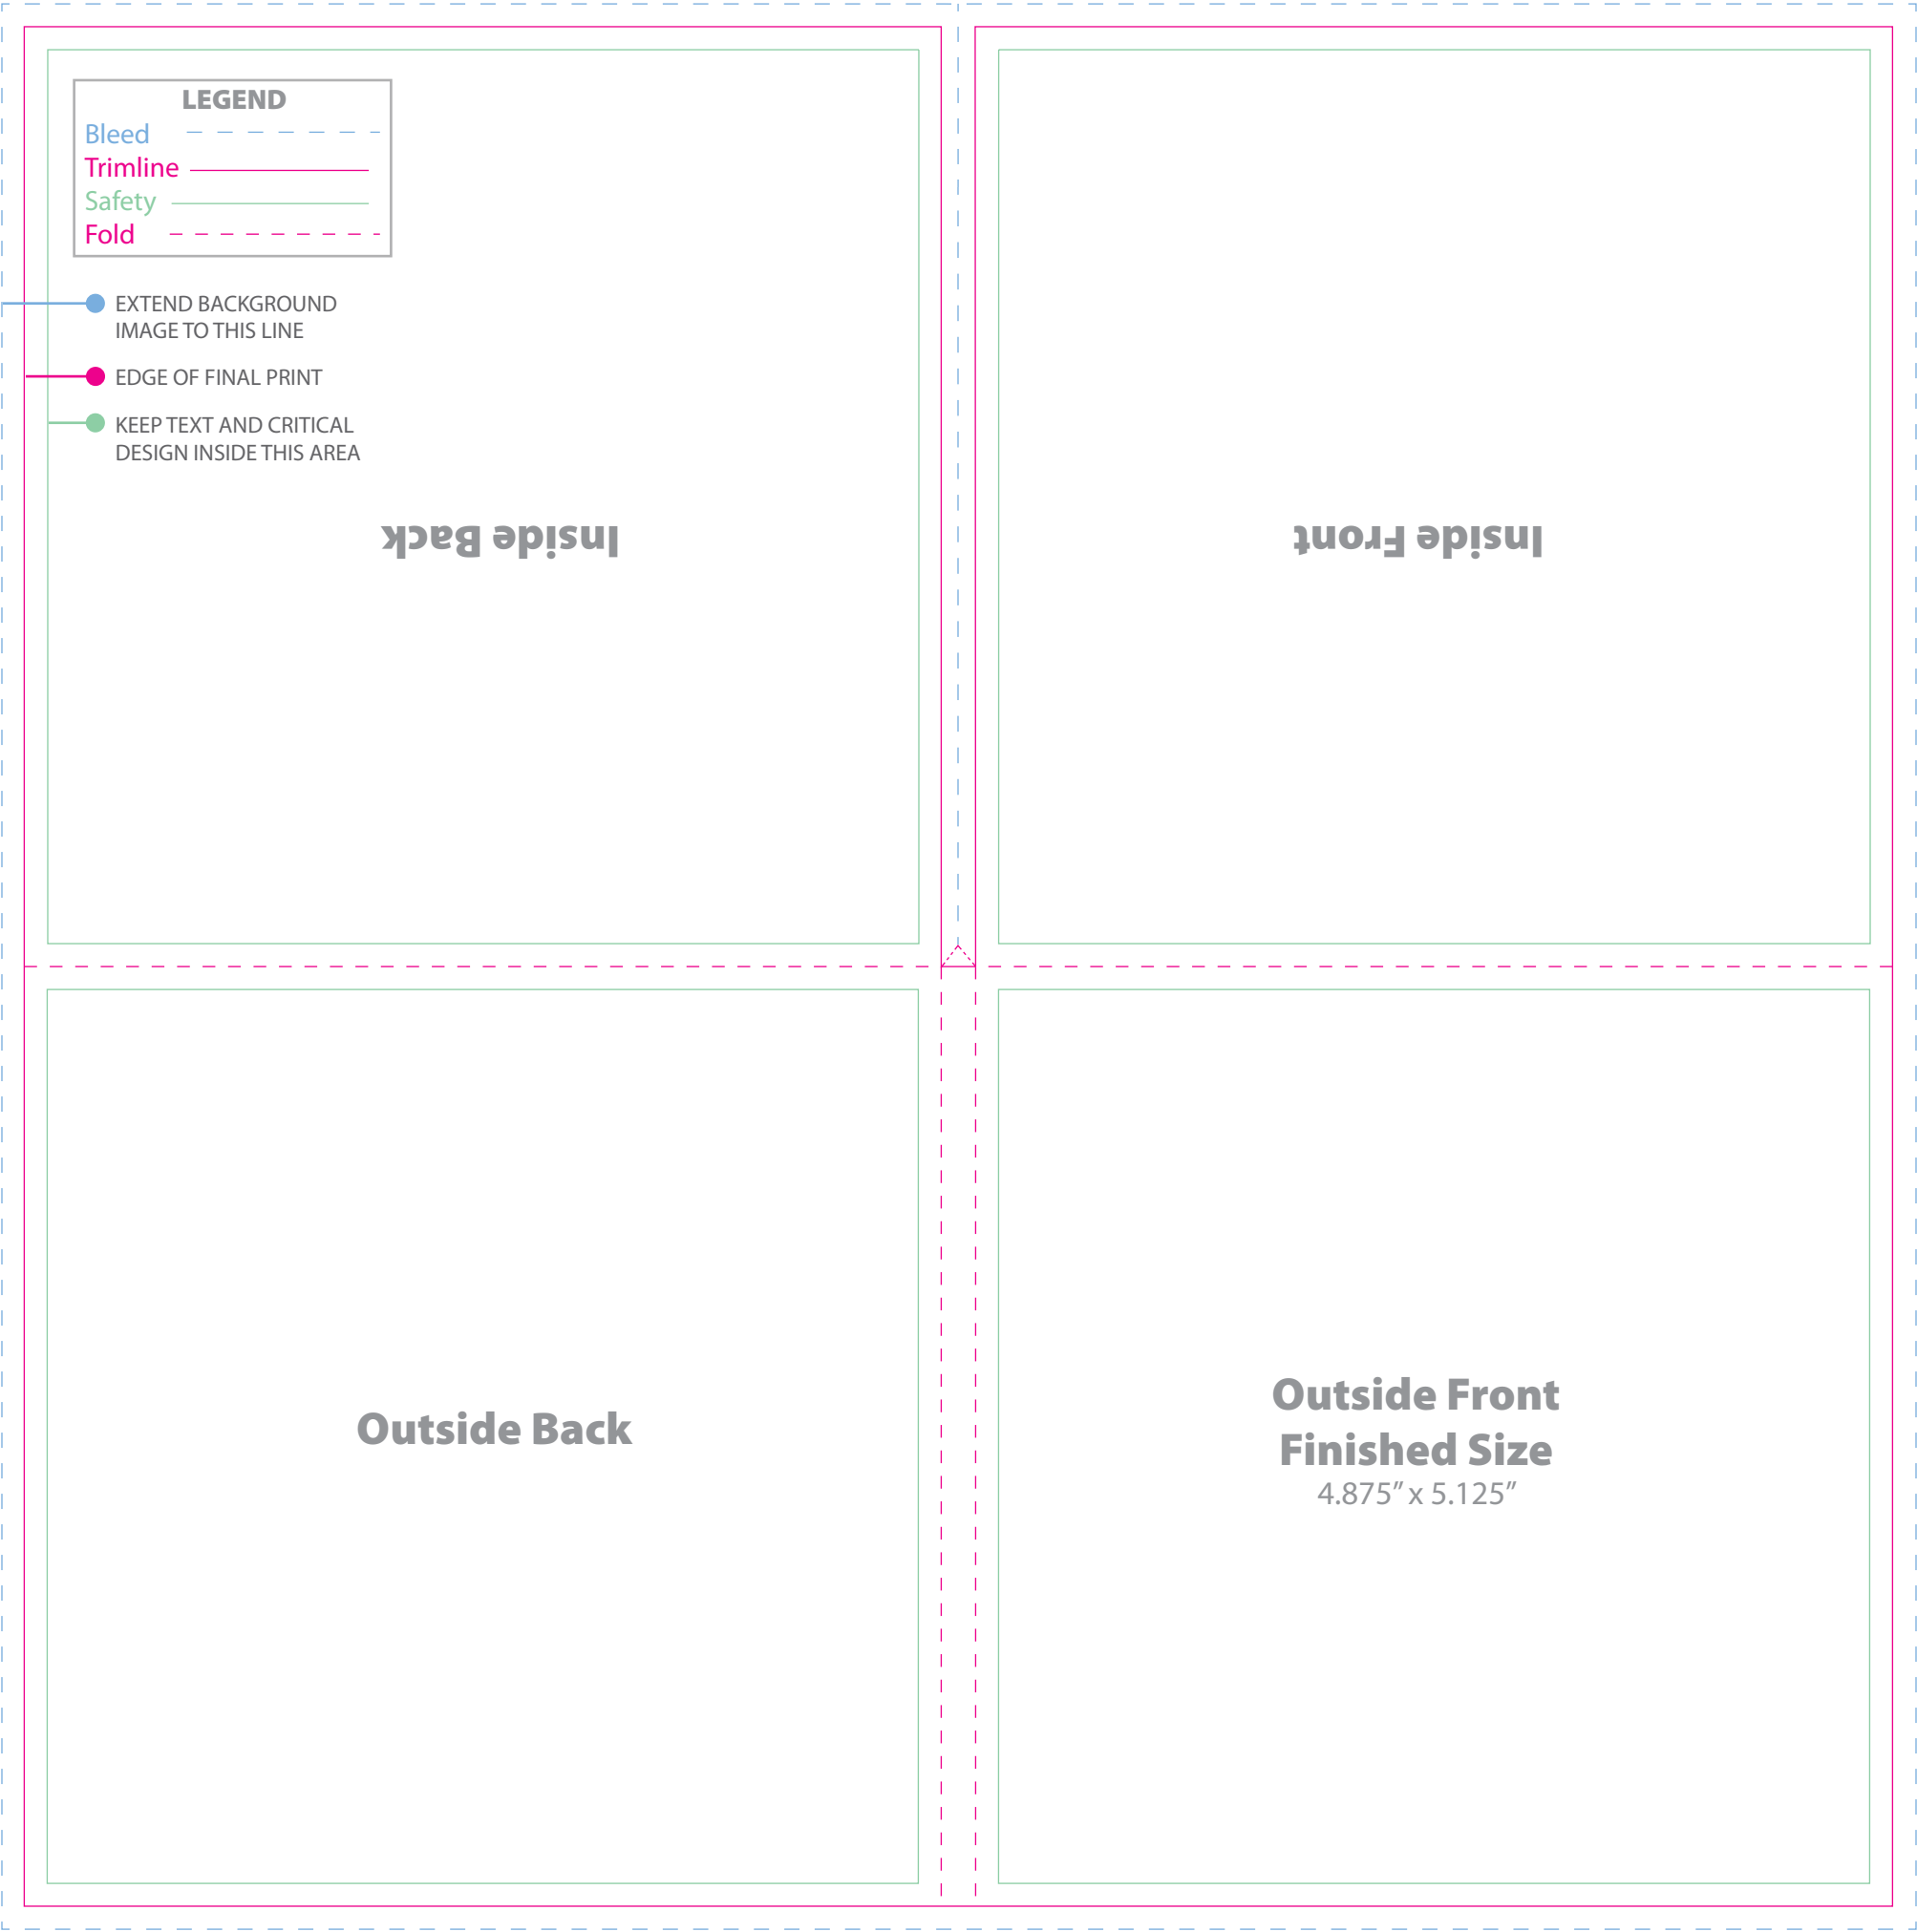 LEGEND
Bleed
Trimline
Safety
Fold
EXTEND BACKGROUND
IMAGE TO THIS LINE
EDGE OF FINAL PRINT
KEEP TEXT AND CRITICAL
DESIGN INSIDE THIS AREA
Inside Back
Inside Front
Outside Back
Outside Front
Finished Size
4.875” x 5.125”